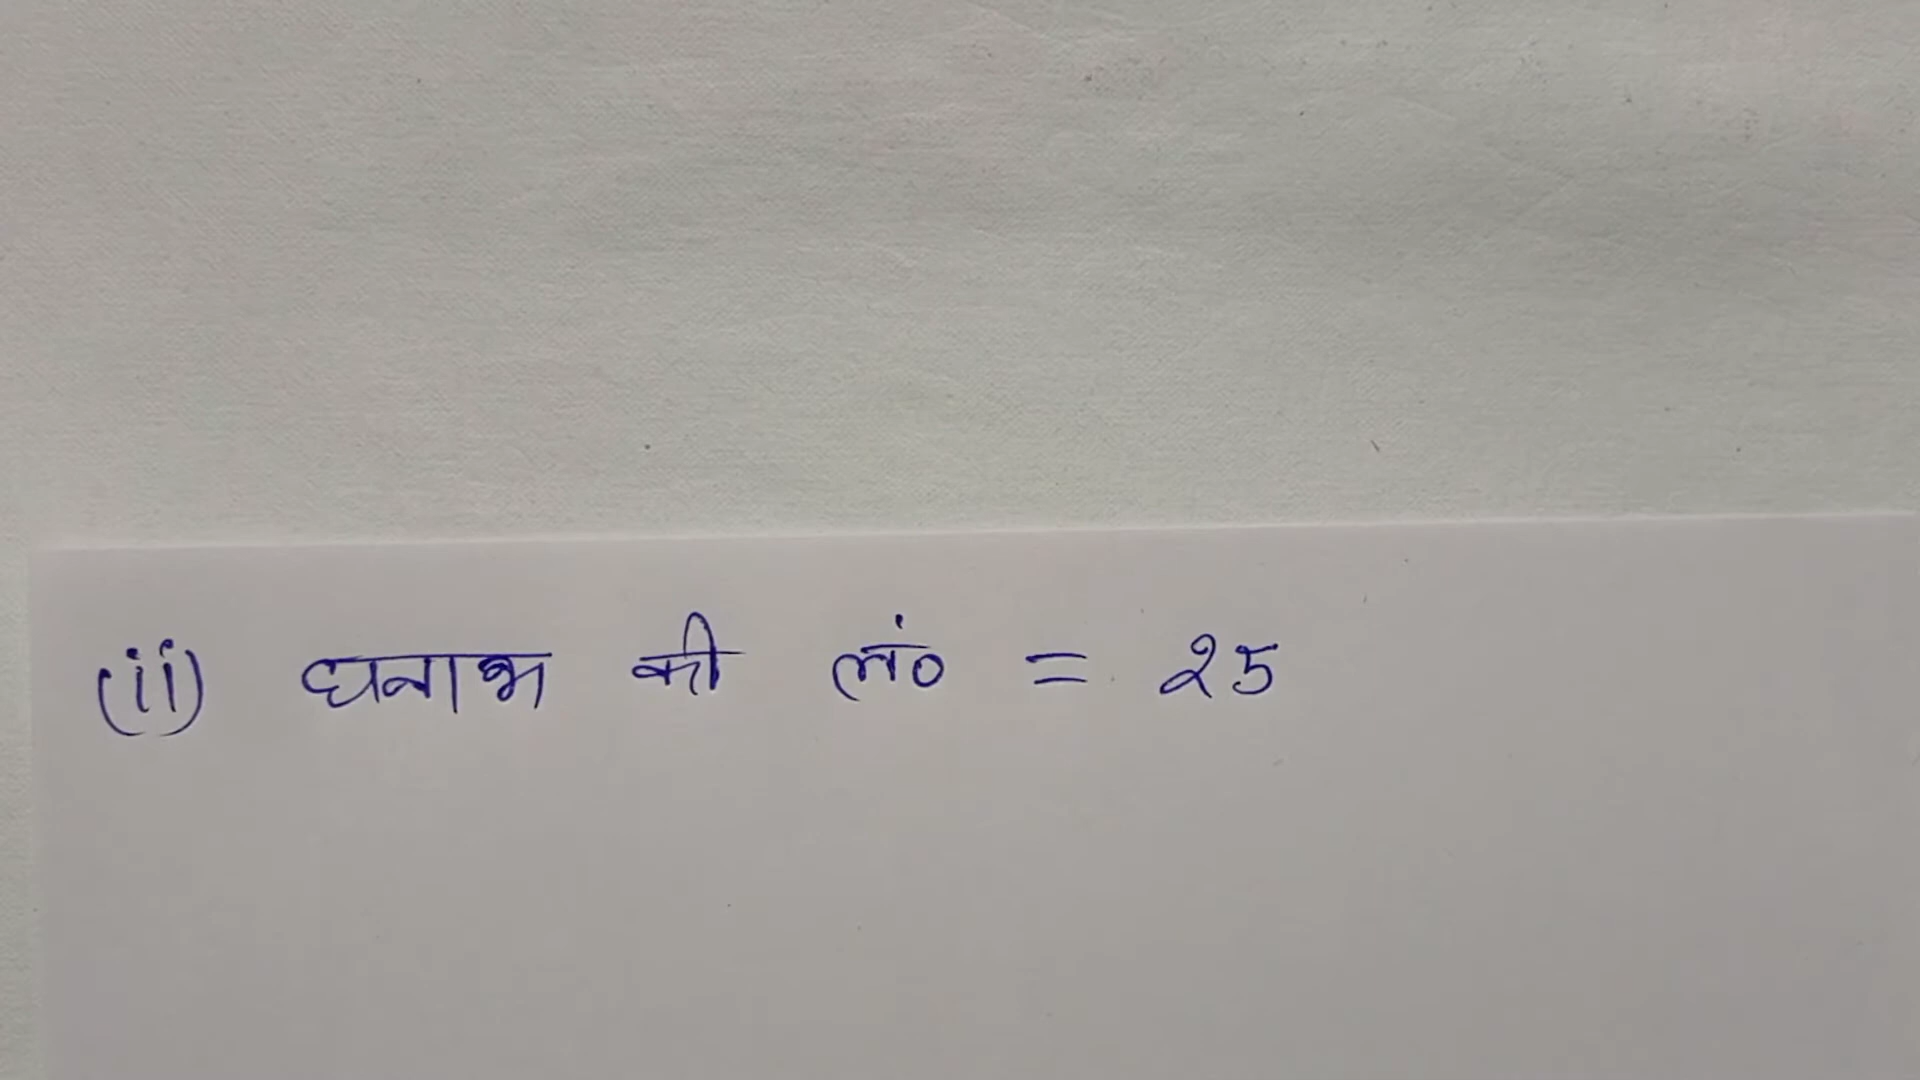 (ii) घनाभ की लं० = 25